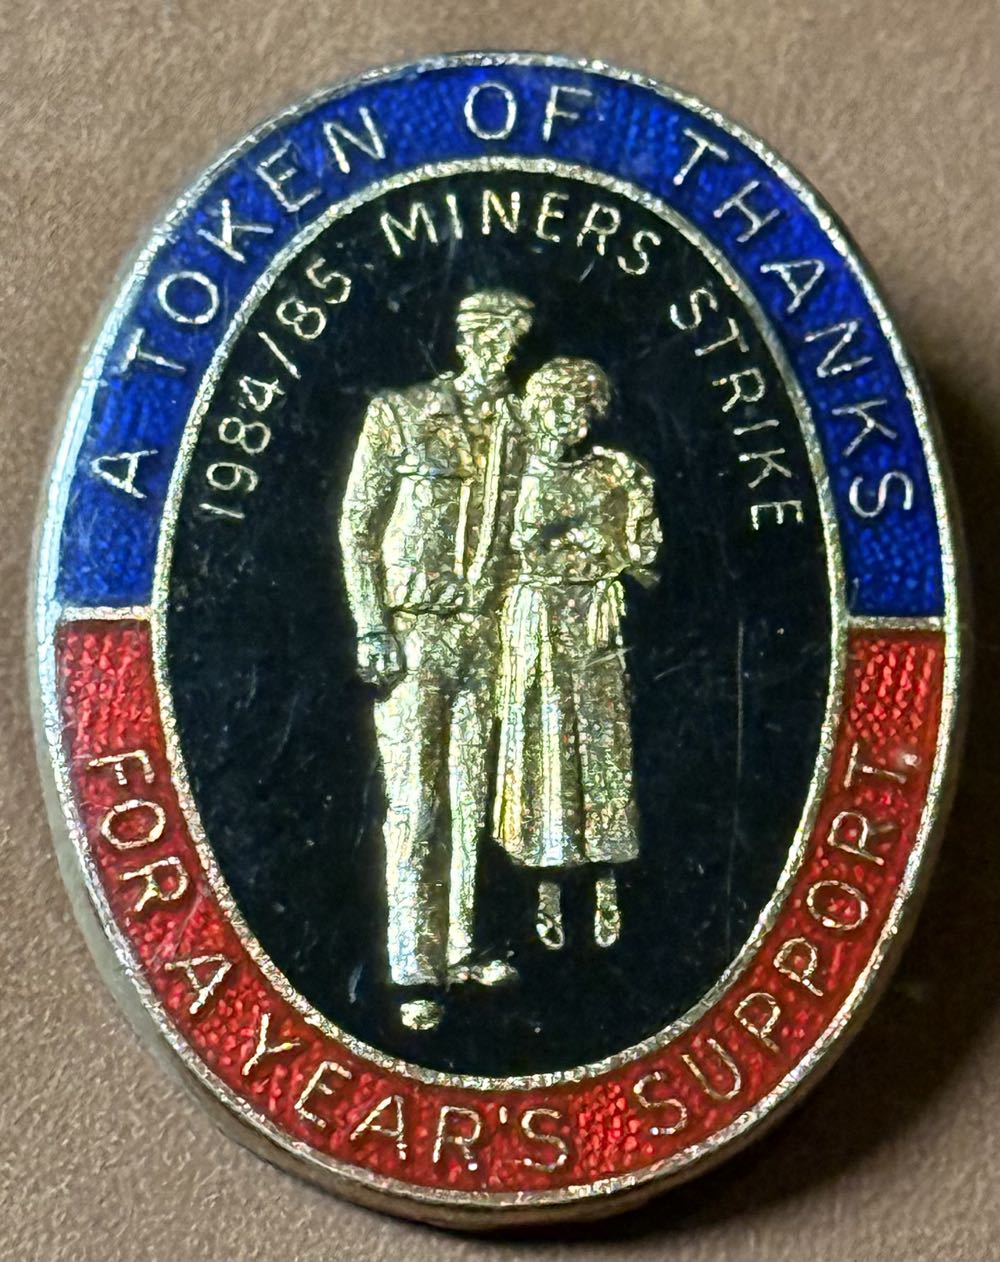 A TOKEN OF THANKS
1984/85 MINERS STRIKE
FOR A YEAR'S SUPPORT.